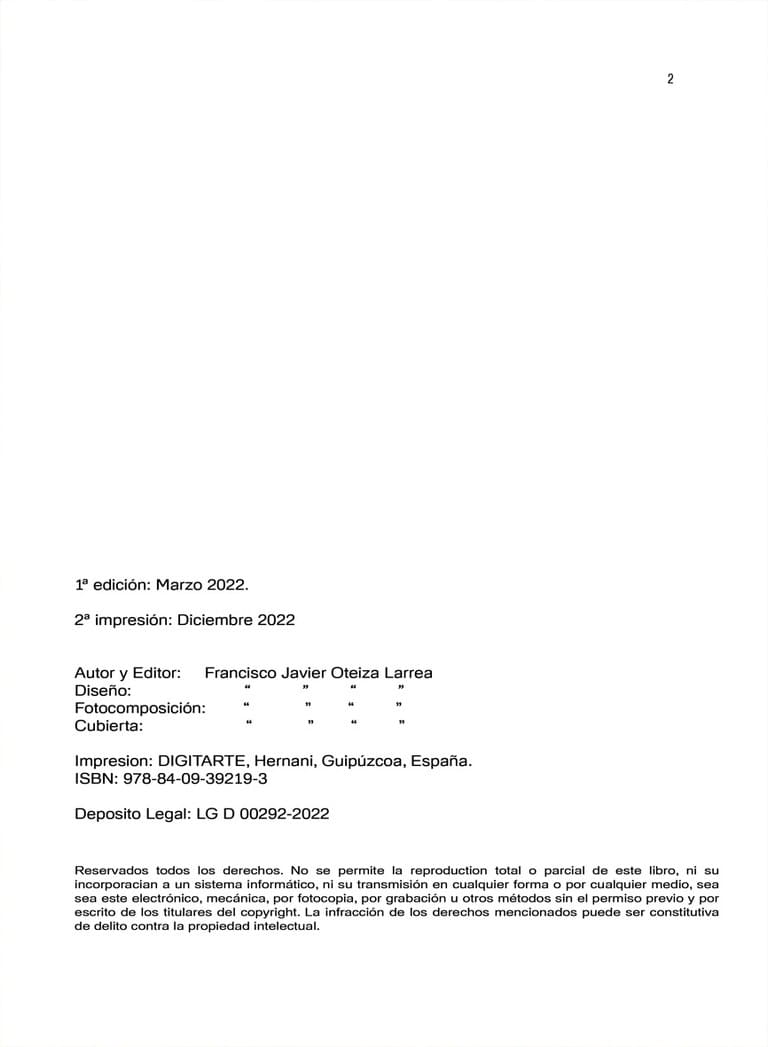 2
1ª edición: Marzo 2022.
2ª impresión: Diciembre 2022
Autor y Editor: Francisco Javier Oteiza Larrea
Diseño: “ ” “ ”
Fotocomposición: “ ” “ ”
Cubierta: “ ” “ ”
Impresion: DIGITARTE, Hernani, Guipúzcoa, España.
ISBN: 978-84-09-39219-3
Deposito Legal: LG D 00292-2022
Reservados todos los derechos. No se permite la reproduction total o parcial de este libro, ni su
incorporacian a un sistema informático, ni su transmisión en cualquier forma o por cualquier medio, sea
sea este electrónico, mecánica, por fotocopia, por grabación u otros métodos sin el permiso previo y por
escrito de los titulares del copyright. La infracción de los derechos mencionados puede ser constitutiva
de delito contra la propiedad intelectual.